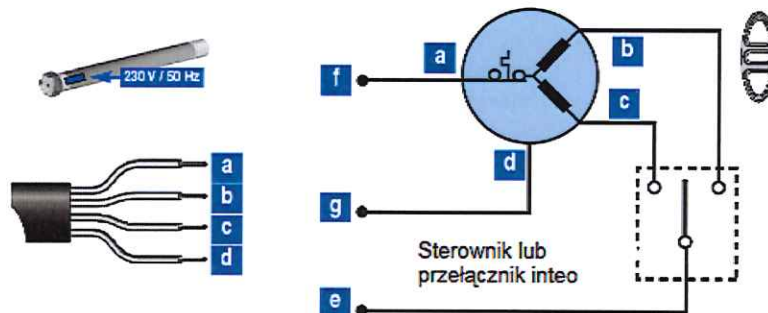 230 V / 50 Hz
a
b
c
d
f
a
b
c
d
g
Sterownik lub
przełącznik inteo
e